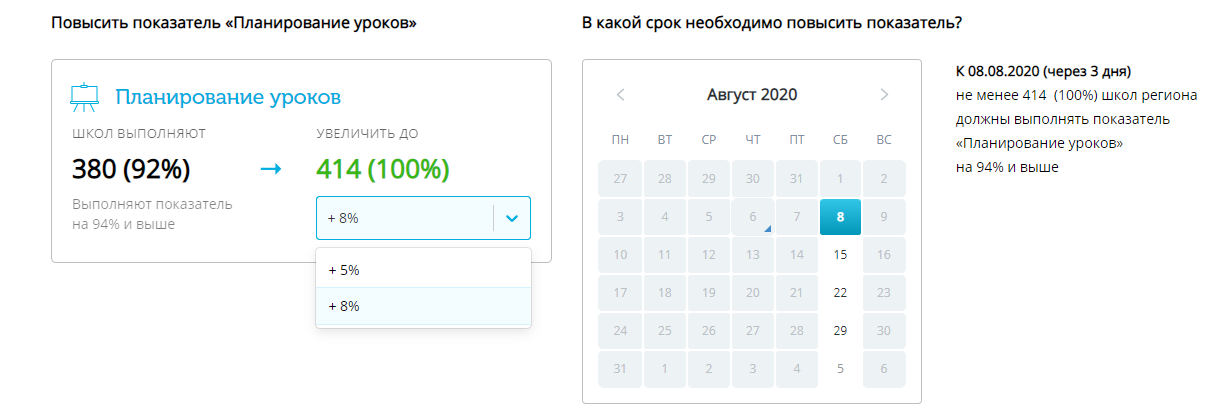 Повысить показатель «Планирование уроков»
Планирование уроков
ШКОЛ ВЫПОЛНЯЮТ
УВЕЛИЧИТЬ ДО
380 (92%)
414 (100%)
Выполняют показатель
на 94% и выше
+ 8%
+ 5%
+ 8%
В какой срок необходимо повысить показатель?
Август 2020
ПН ВТ СР ЧТ ПТ СБ ВС
27 28 29 30 31 1 2
3 4 5 6 7 8 9
10 11 12 13 14 15 16
17 18 19 20 21 22 23
24 25 26 27 28 29 30
31 1 2 3 4 5 6
К 08.08.2020 (через 3 дня)
не менее 414 (100%) школ региона
должны выполнять показатель
«Планирование уроков»
на 94% и выше